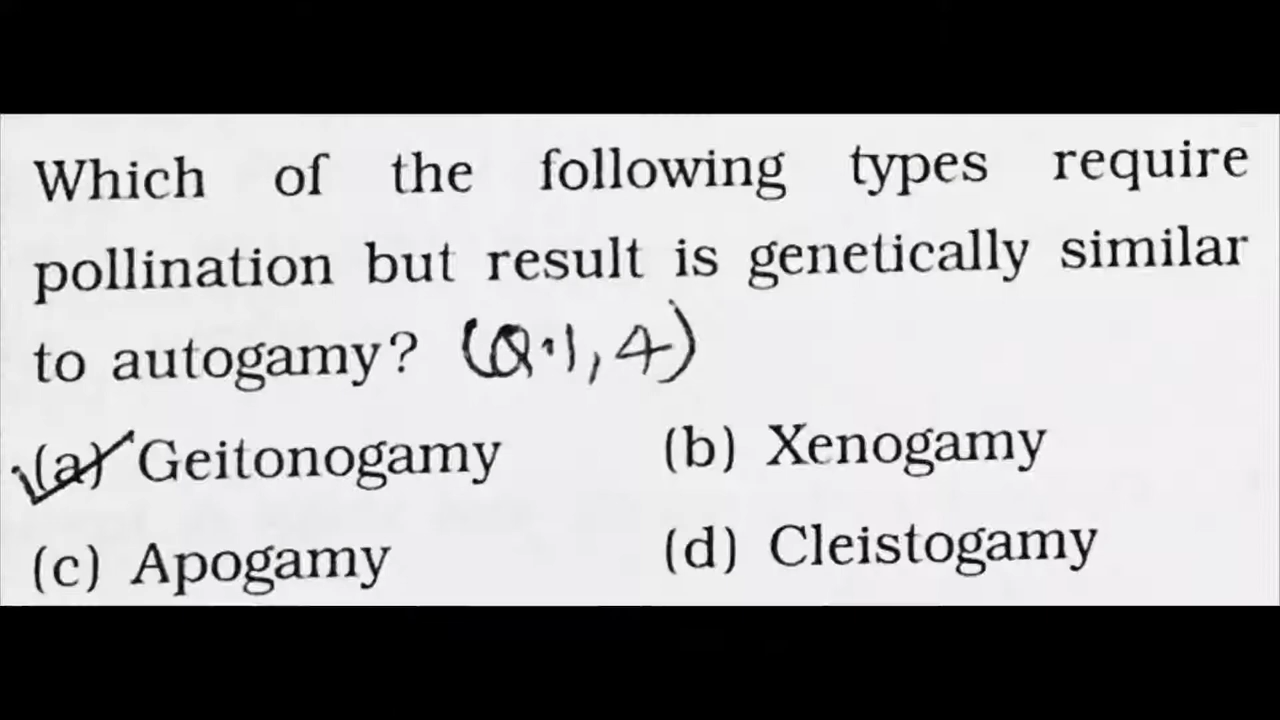 Which of the following types require
pollination but result is genetically similar
to autogamy? (Q.1, 4)
(a) Geitonogamy (b) Xenogamy
(c) Apogamy (d) Cleistogamy